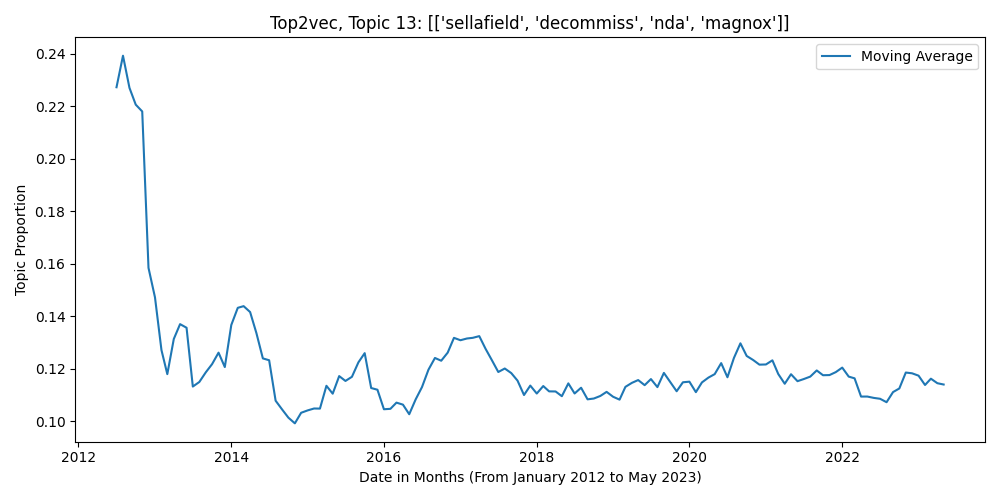 Top2vec, Topic 13: [['sellafield', 'decommiss', 'nda', 'magnox']]
Moving Average
0.24
0.22
0.20
0.18
0.16
0.14
0.12
0.10
Topic Proportion
2012 2014 2016 2018 2020 2022
Date in Months (From January 2012 to May 2023)